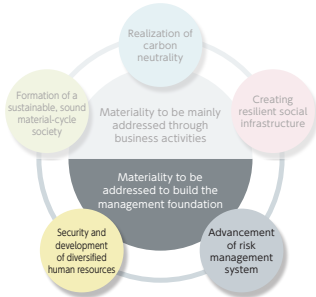 Realization of
carbon
neutrality
Formation of a
sustainable, sound
material-cycle
society
Creating
resilient social
infrastructure
Materiality to be mainly
addressed through
business activities
Materiality to be
addressed to build the
management foundation
Security and
development
of diversified
human resources
Advancement
of risk
management
system